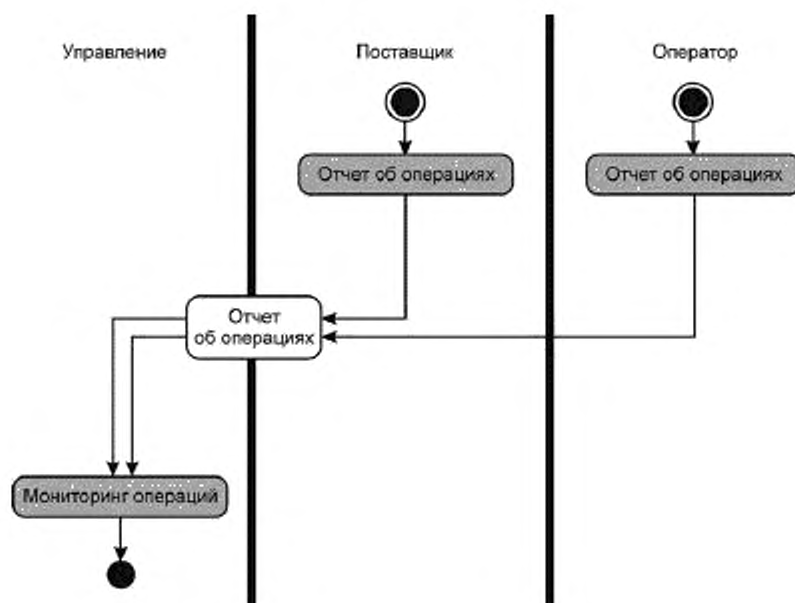 Управление
Поставщик
Оператор
Отчет об операциях
Отчет об операциях
Отчет
об операциях
Мониторинг операций